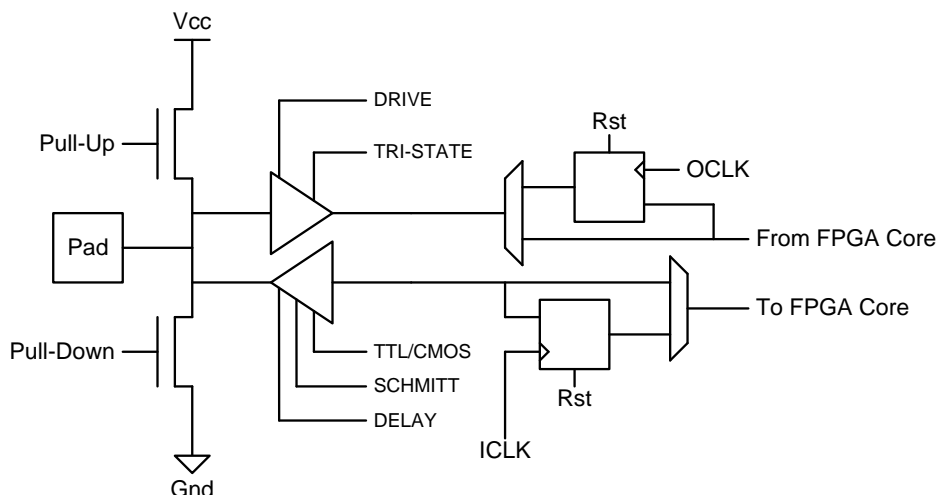 Vcc
DRIVE
Rst
Pull-Up
TRI-STATE
OCLK
Pad
From FPGA Core
To FPGA Core
Pull-Down
TTL/CMOS
SCHMITT
Rst
DELAY
ICLK
Gnd